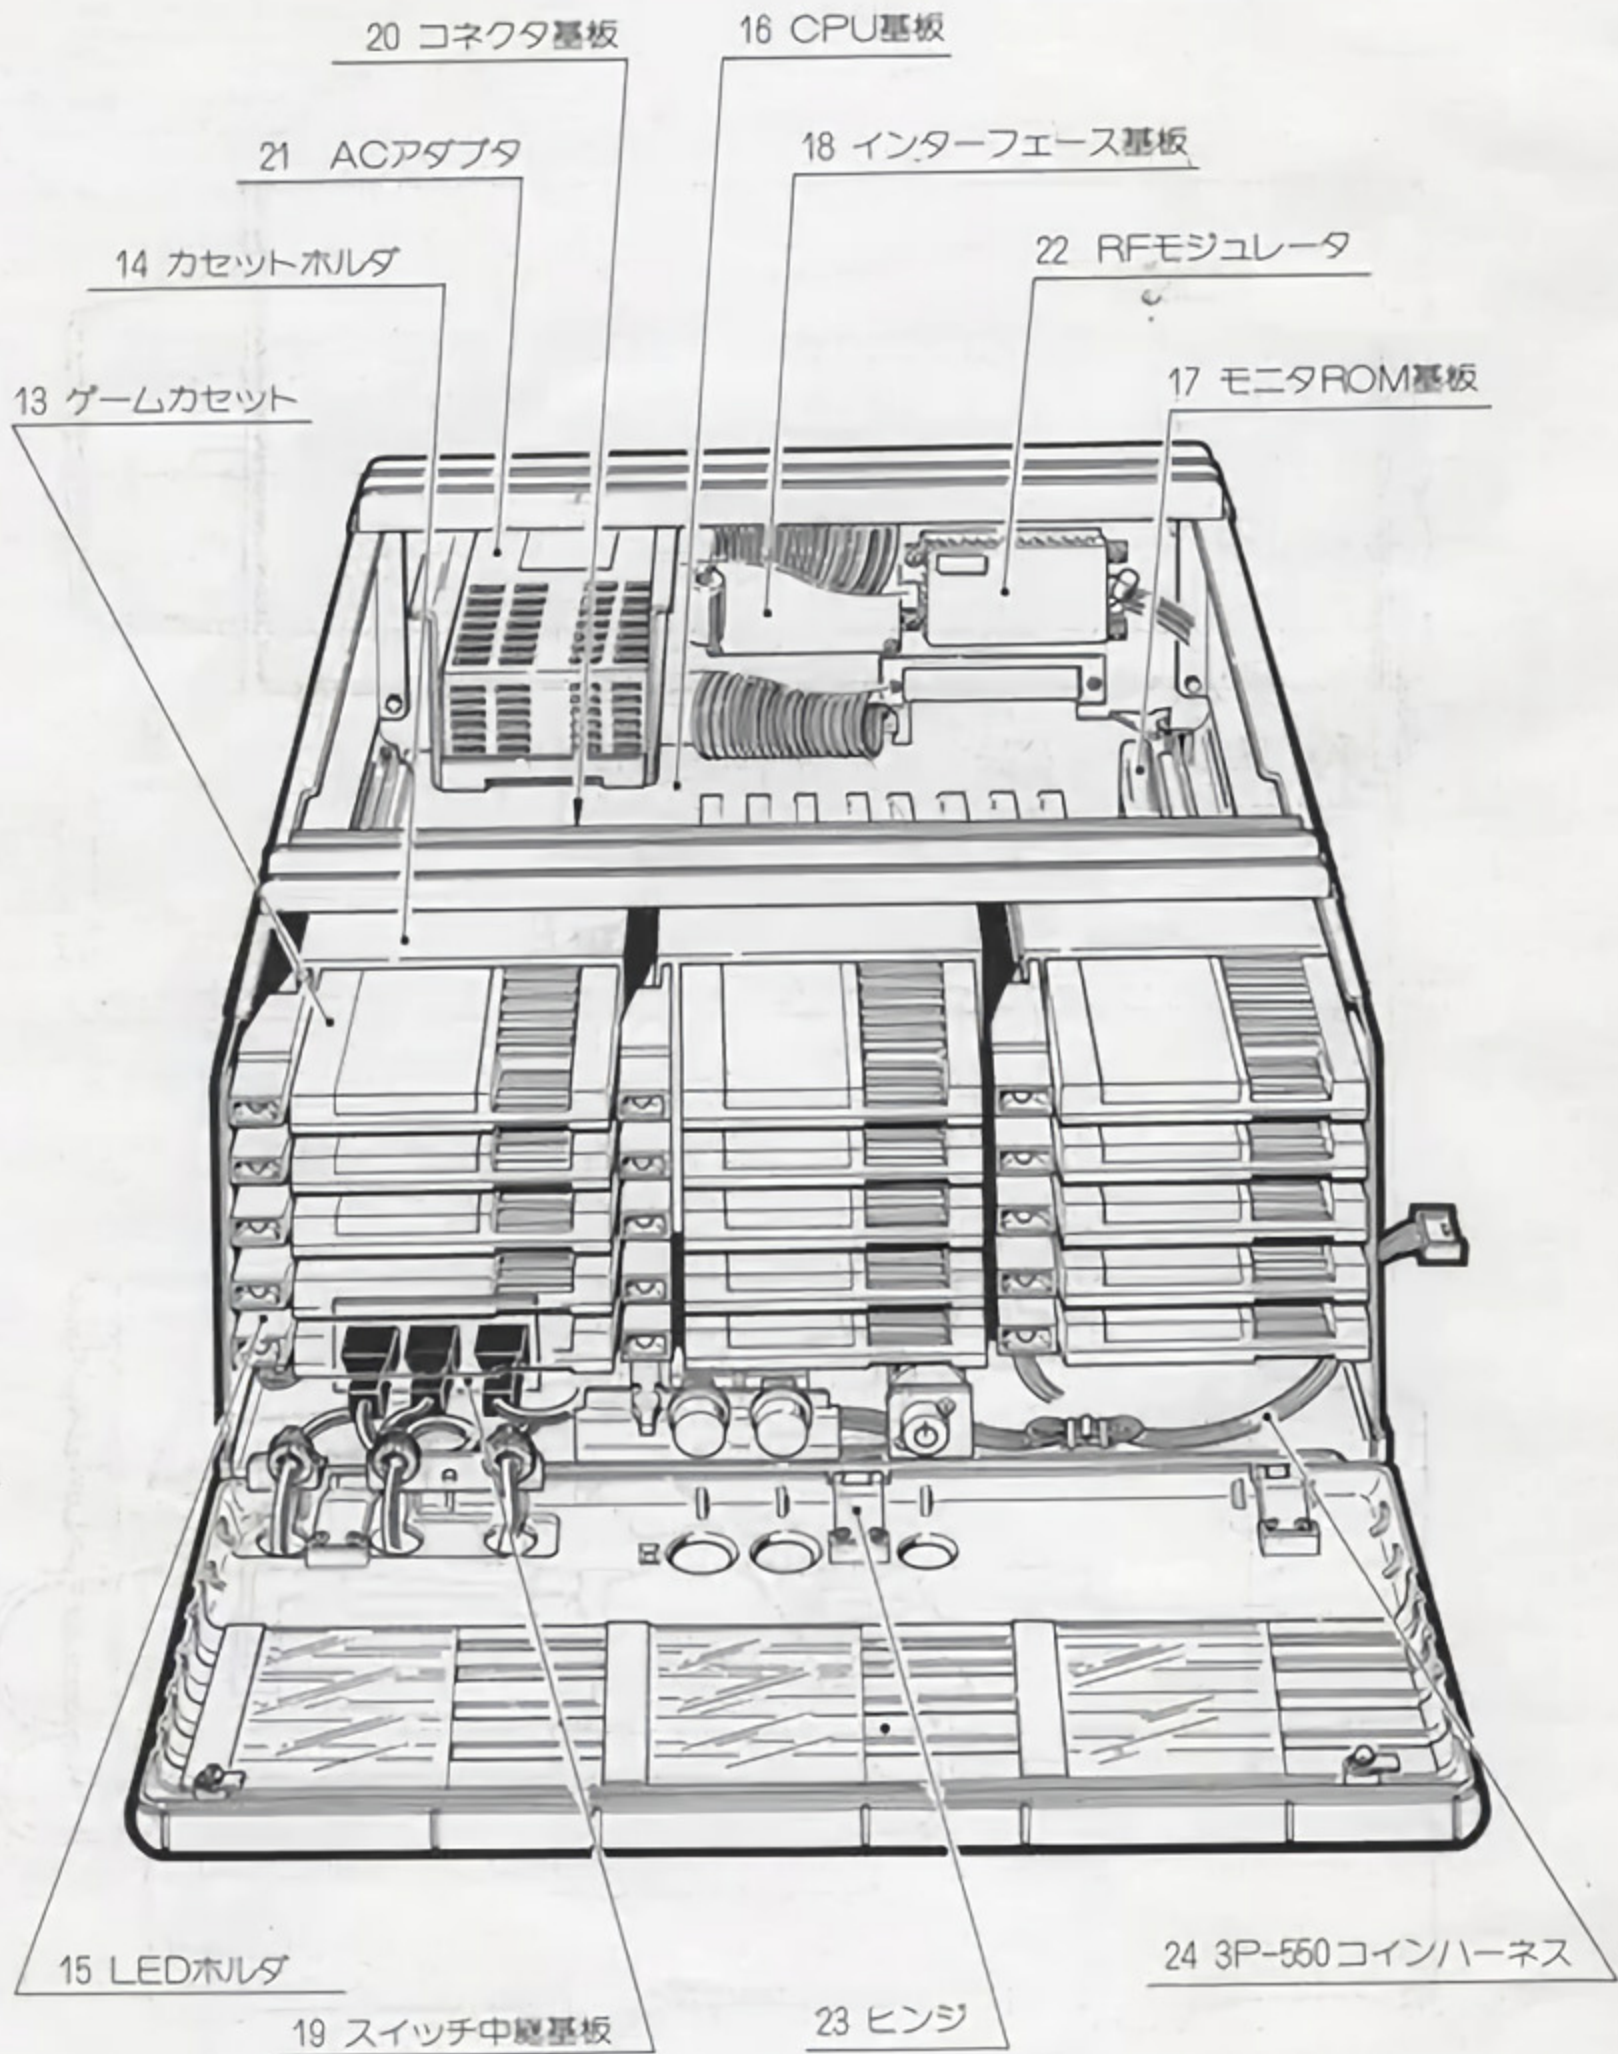 20 コネクタ基板
16 CPU基板
21 ACアダプタ
18 インターフェース基板
14 カセットホルダ
22 RFモジュレータ
13 ゲームカセット
17 モニタROM基板
15 LEDホルダ
24 3P-550コインハーネス
19 スイッチ中継基板
23 ヒンジ